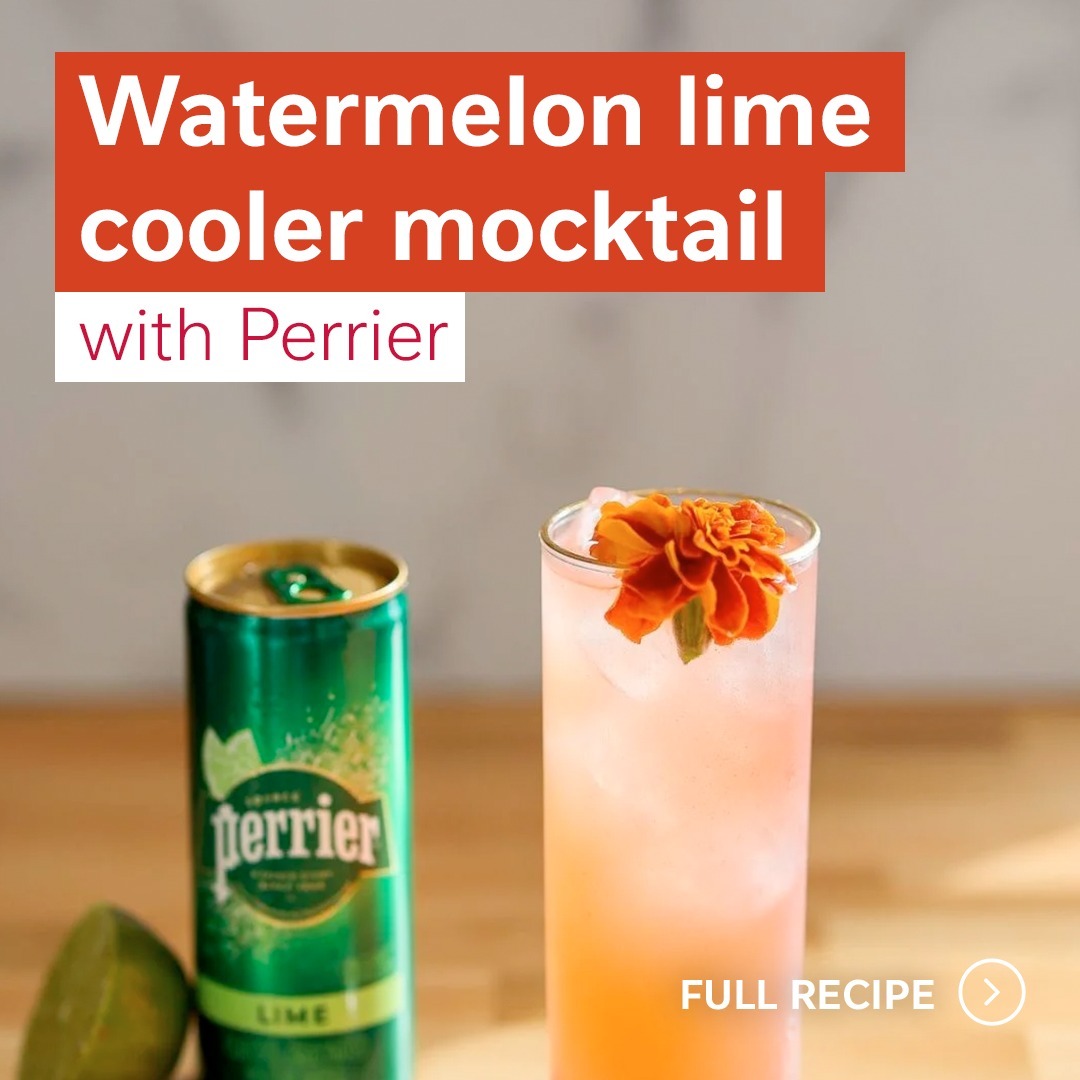 Watermelon lime
cooler mocktail
with Perrier
perrier
LIME
FULL RECIPE